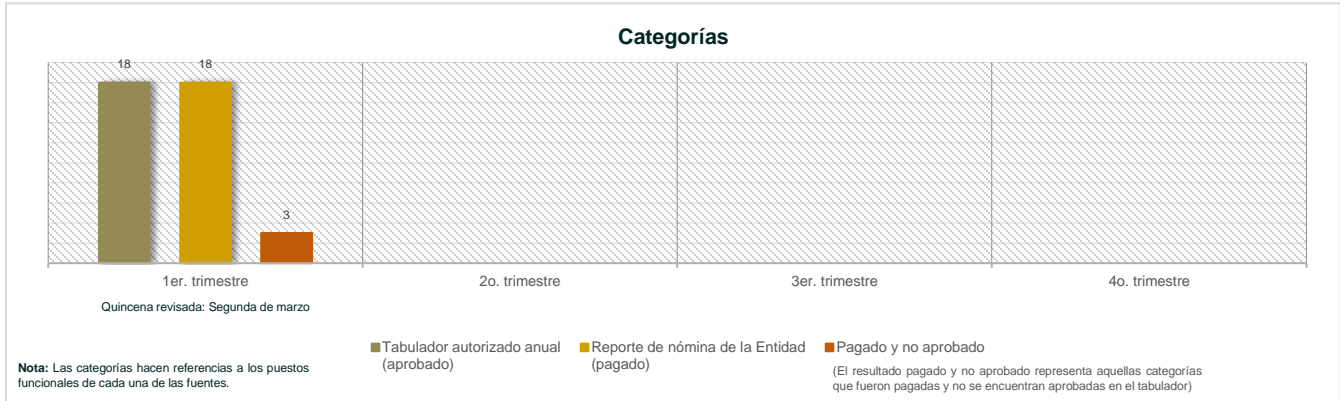 Categorías
18
18
3
1er. trimestre
2o. trimestre
3er. trimestre
4o. trimestre
Quincena revisada: Segunda de marzo
Tabulador autorizado anual
(aprobado)
Reporte de nómina de la Entidad
(pagado)
Pagado y no aprobado
(El resultado pagado y no aprobado representa aquellas categorías
que fueron pagadas y no se encuentran aprobadas en el tabulador)
Nota: Las categorías hacen referencias a los puestos
funcionales de cada una de las fuentes.